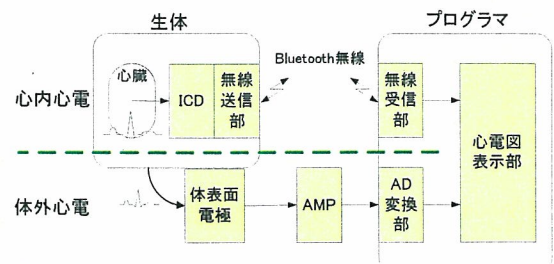 生体
プログラマ
Bluetooth無線
心内心電
心臓
ICD
無線
送信
部
無線
受信
部
心電図
表示部
体外心電
体表面
電極
AMP
AD
変換
部